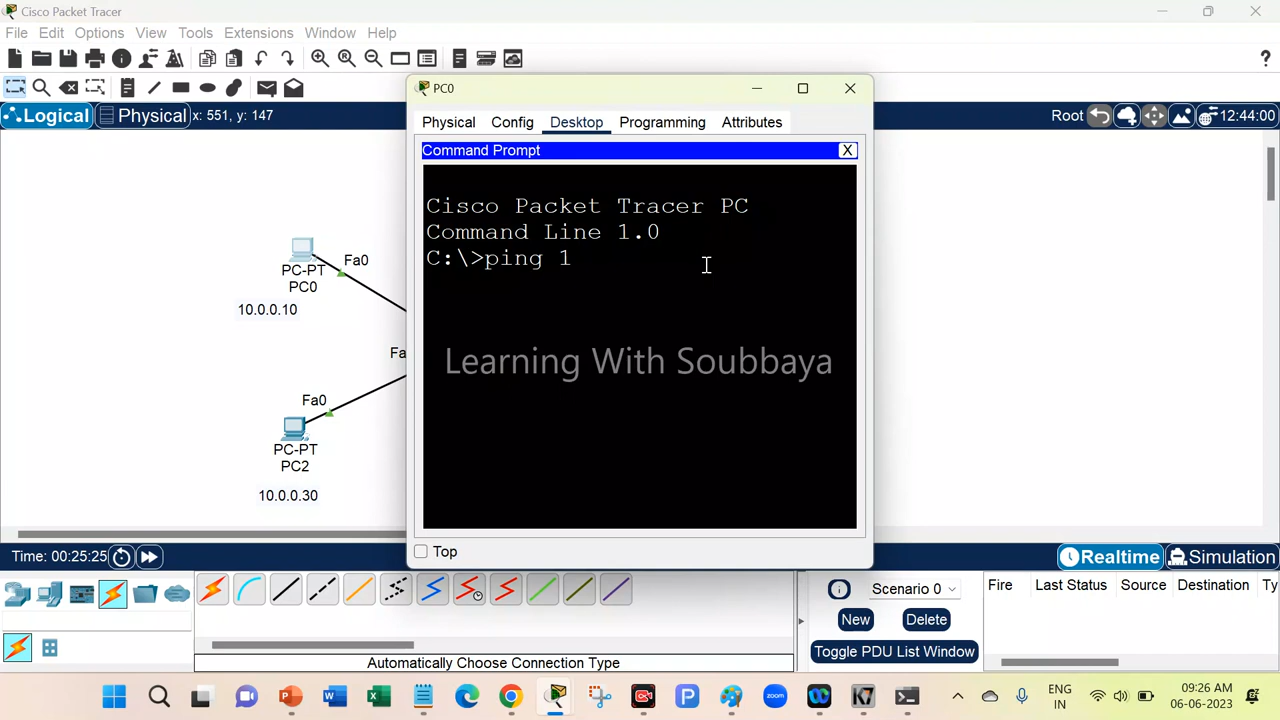 Cisco Packet Tracer
File Edit Options View Tools Extensions Window Help
Logical Physical x: 551, y: 147 Root 12:44:00
PC0
Physical Config Desktop Programming Attributes
Command Prompt X
Cisco Packet Tracer PC
Command Line 1.0
C:\>ping 1
Learning With Soubbaya
Fa0
PC-PT
PC0
10.0.0.10
Fa
Fa0
PC-PT
PC2
10.0.0.30
Top
Time: 00:25:25 Realtime Simulation
Scenario 0 Fire Last Status Source Destination Ty
New Delete
Toggle PDU List Window
Automatically Choose Connection Type
zoom
ENG 09:26 AM
IN 06-06-2023